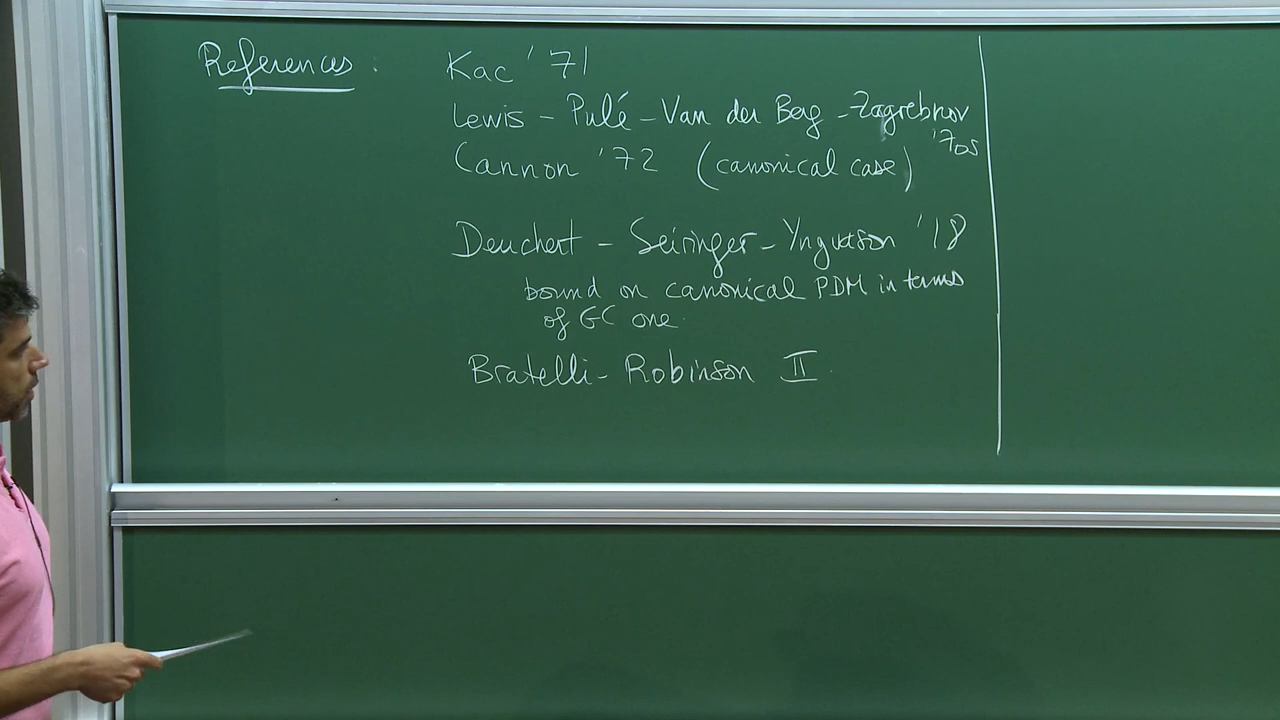 References :
Kac '71
Lewis - Pulé - Van der Berg - Zagrebnov '70s
Cannon '72 (canonical case)
Deuchert - Seiringer - Yngvason '18
bound on canonical PDM in terms
of GC one.
Bratelli - Robinson II.